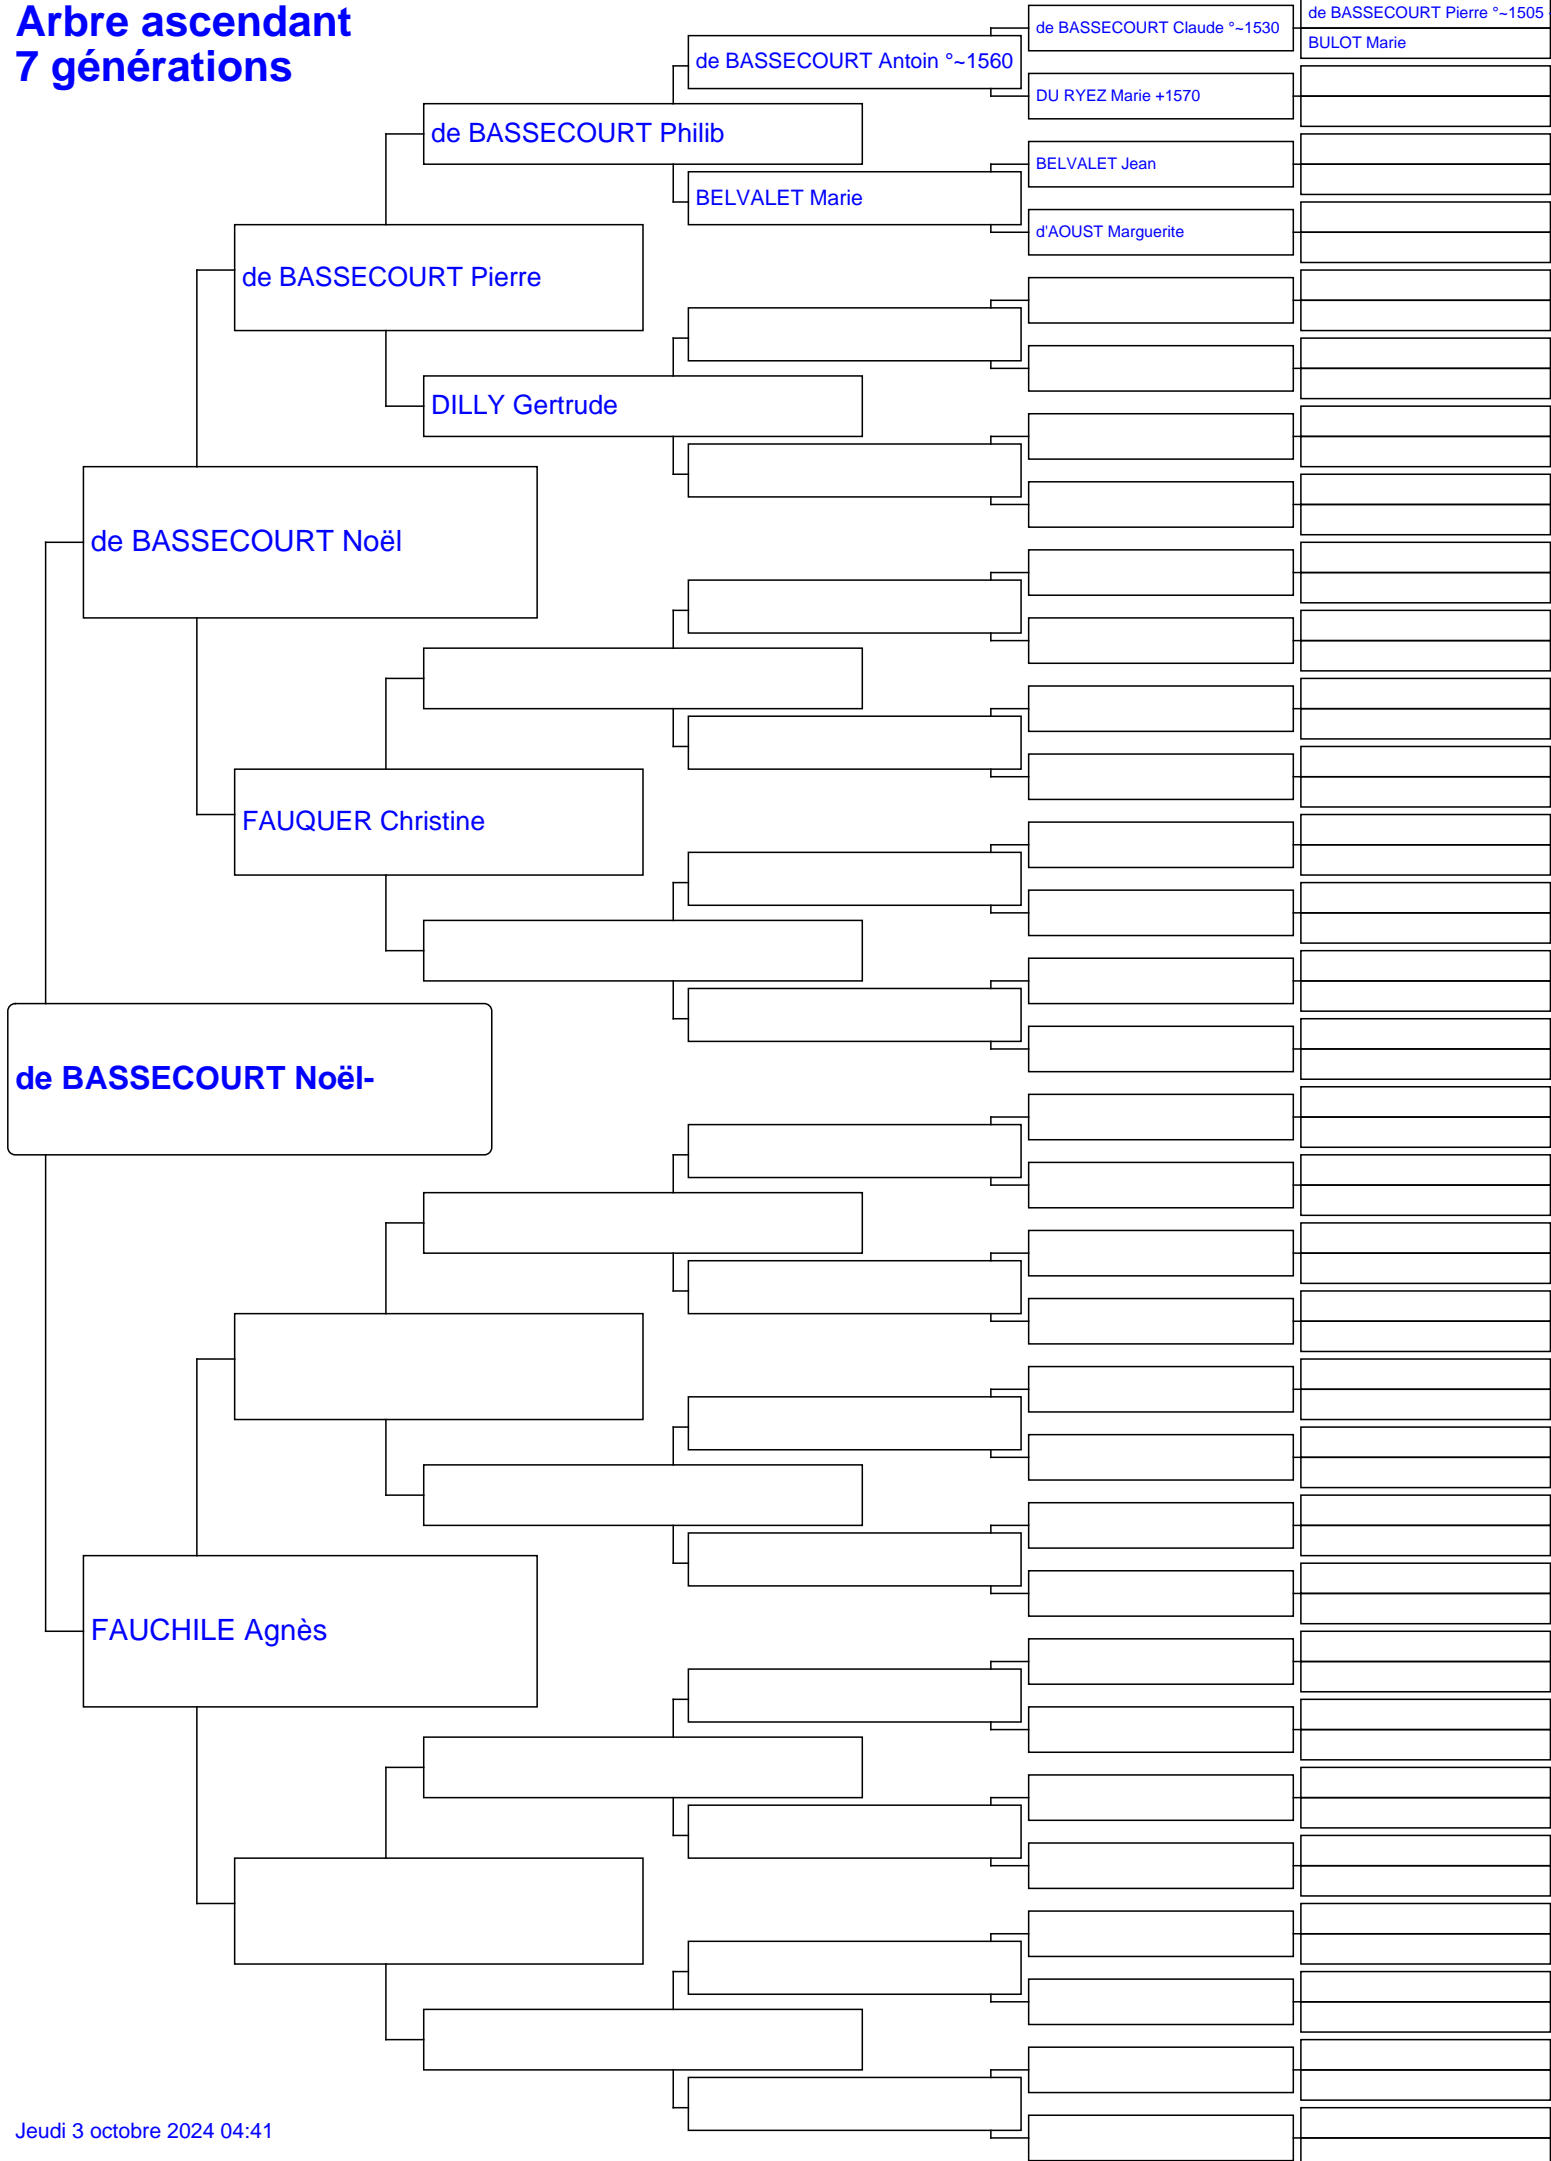 Arbre ascendant
7 générations
de BASSECOURT Pierre °~1505
de BASSECOURT Claude °~1530
BULOT Marie
de BASSECOURT Antoin °~1560
DU RYEZ Marie +1570
de BASSECOURT Philib
BELVALET Jean
BELVALET Marie
d'AOUST Marguerite
de BASSECOURT Pierre
DILLY Gertrude
de BASSECOURT Noël
FAUQUER Christine
de BASSECOURT Noël-
FAUCHILE Agnès
Jeudi 3 octobre 2024 04:41